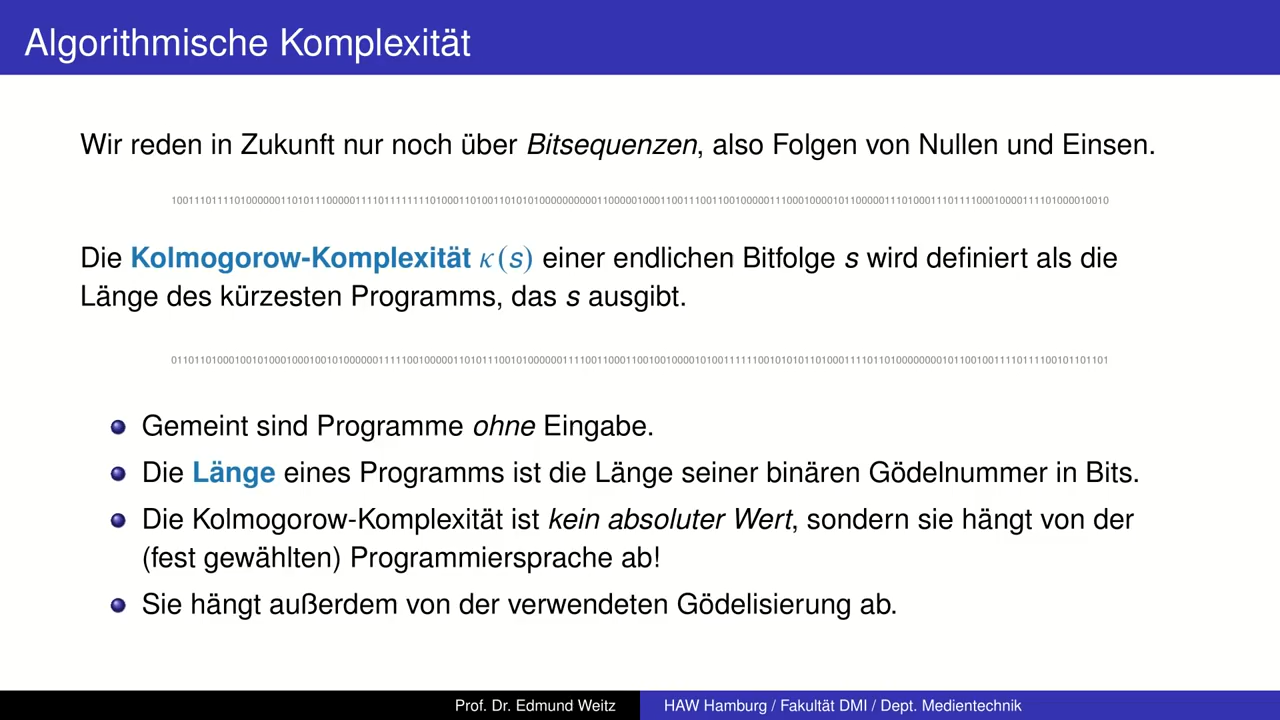 Algorithmische Komplexität
Wir reden in Zukunft nur noch über Bitsequenzen, also Folgen von Nullen und Einsen.
Die Kolmogorow-Komplexität κ(s) einer endlichen Bitfolge s wird definiert als die
Länge des kürzesten Programms, das s ausgibt.
Gemeint sind Programme ohne Eingabe.
Die Länge eines Programms ist die Länge seiner binären Gödelnummer in Bits.
Die Kolmogorow-Komplexität ist kein absoluter Wert, sondern sie hängt von der
(fest gewählten) Programmiersprache ab!
Sie hängt außerdem von der verwendeten Gödelisierung ab.
Prof. Dr. Edmund Weitz
HAW Hamburg / Fakultät DMI / Dept. Medientechnik